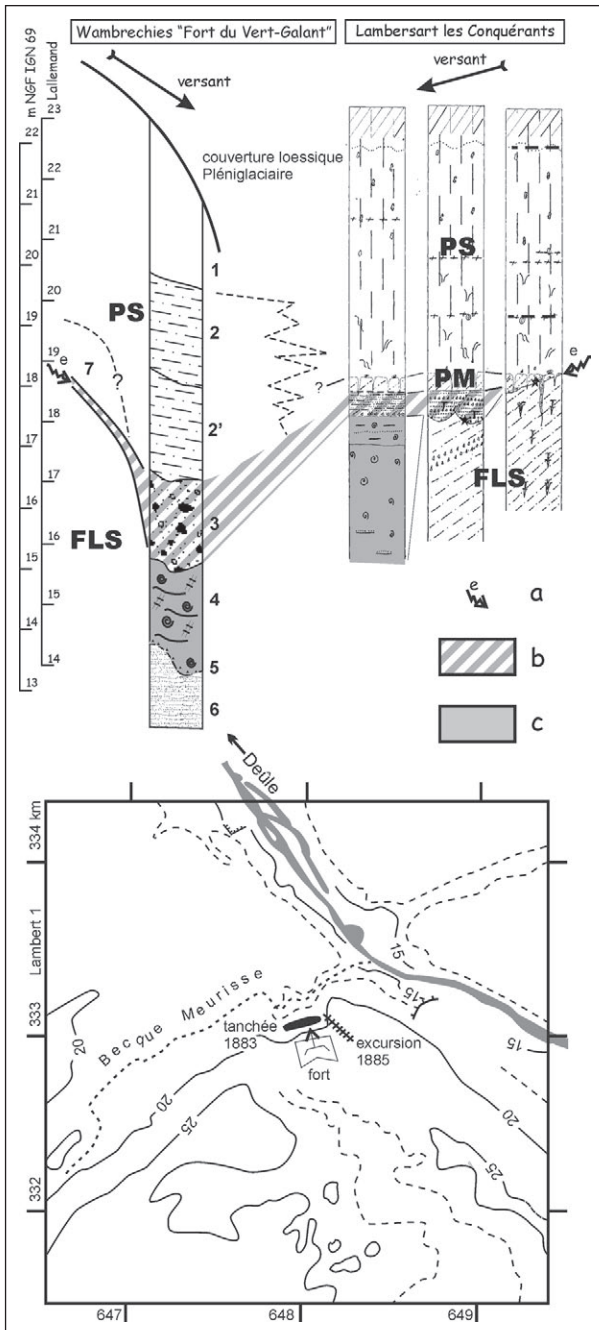 Wambrechies "Fort du Vert-Galant"
Lambersart les Conquérants
m NGF IGN 69
Lallemand
versant
versant
couverture loessique
Pléniglaciaire
23
22
22
21
21
20
20
19
19
18
18
17
17
16
16
15
15
14
14
13
1
2
2'
3
4
5
6
7
?
?
e
e
PS
FLS
PS
PM
FLS
e
a
b
c
Deûle
334 km
Lambert 1
333
332
Becque Meurisse
tanchée
1883
excursion
1885
fort
15
15
15
20
20
25
20
25
647
648
649